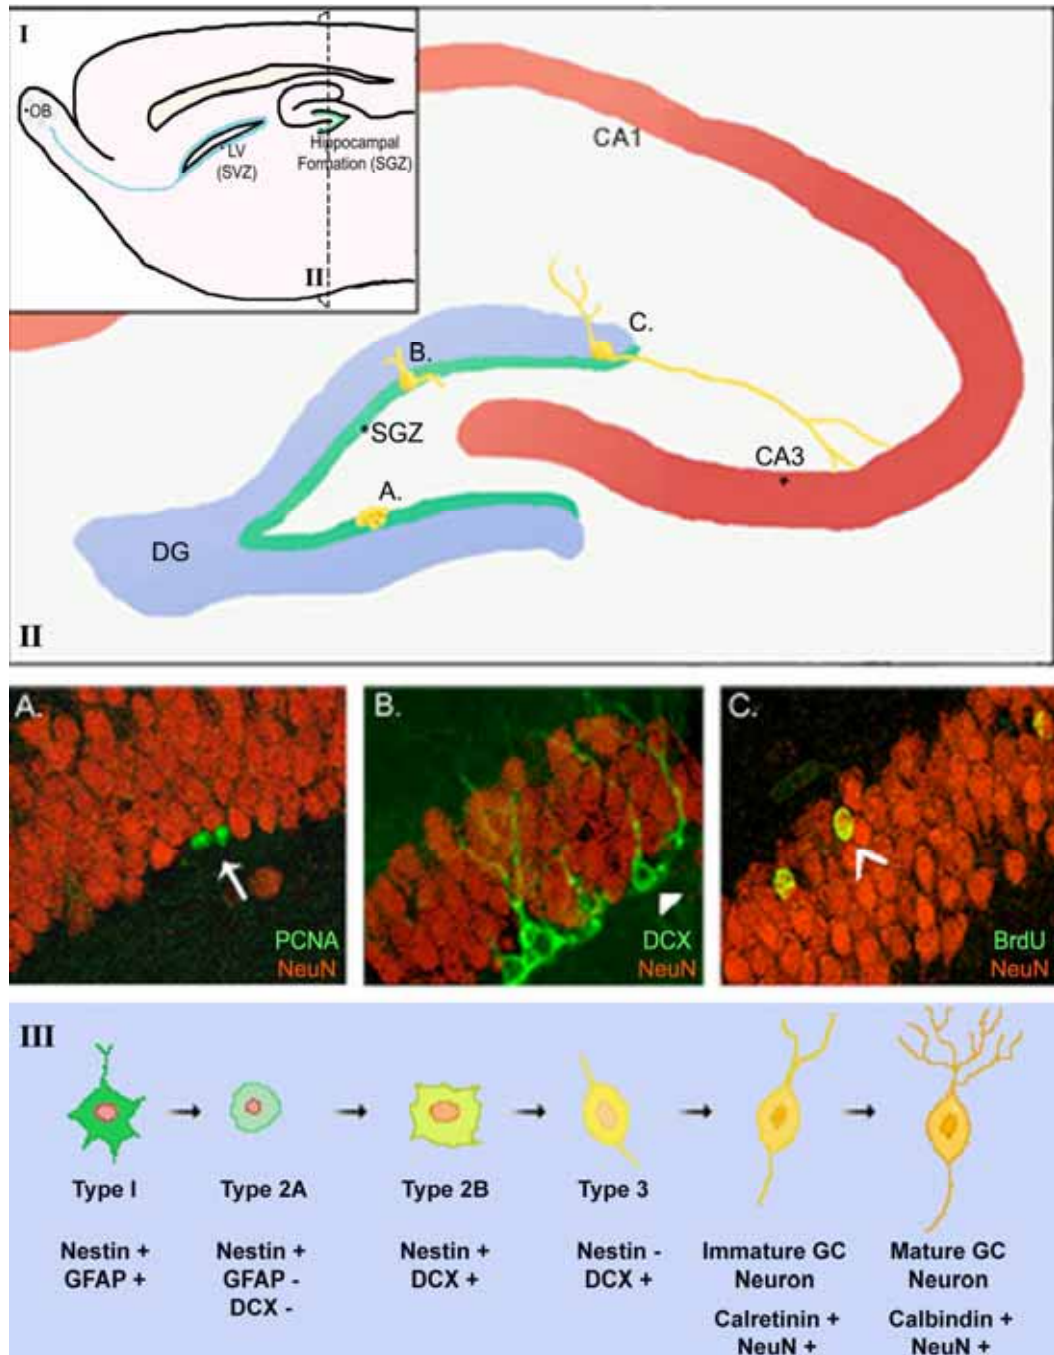 I
OB
LV
(SVZ)
Hippocampal
Formation (SGZ)
II
CA1
C.
B.
SGZ
CA3
A.
DG
II
A.
PCNA
NeuN
B.
DCX
NeuN
C.
BrdU
NeuN
III
Type I
Type 2A
Type 2B
Type 3
Nestin +
GFAP +
Nestin +
GFAP -
DCX -
Nestin +
DCX +
Nestin -
DCX +
Immature GC
Neuron
Calretinin +
NeuN +
Mature GC
Neuron
Calbindin +
NeuN +